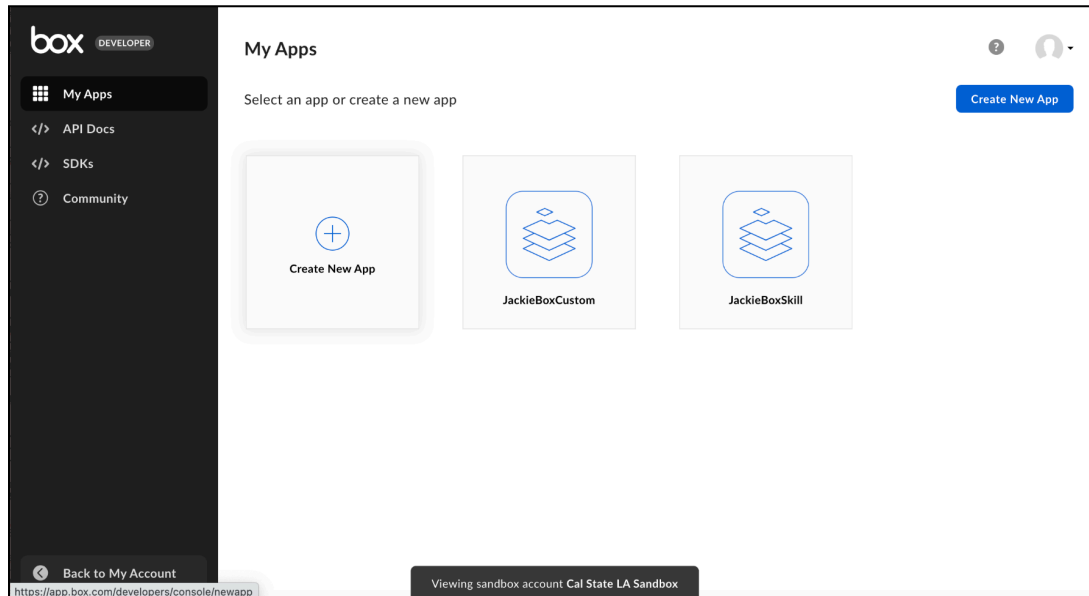 box DEVELOPER
My Apps
API Docs
SDKs
Community
Back to My Account
https://app.box.com/developers/console/newapp
My Apps
?
Select an app or create a new app
Create New App
Create New App
JackieBoxCustom
JackieBoxSkill
Viewing sandbox account Cal State LA Sandbox